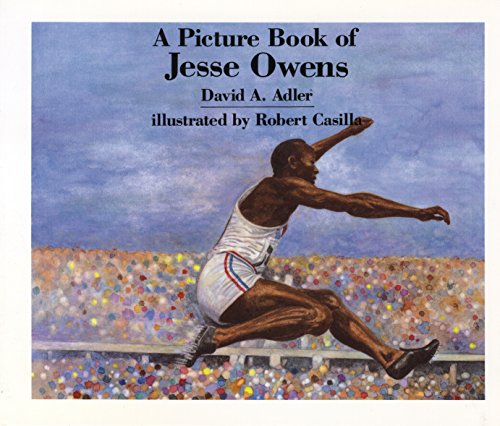 A Picture Book of
Jesse Owens
David A. Adler
illustrated by Robert Casilla